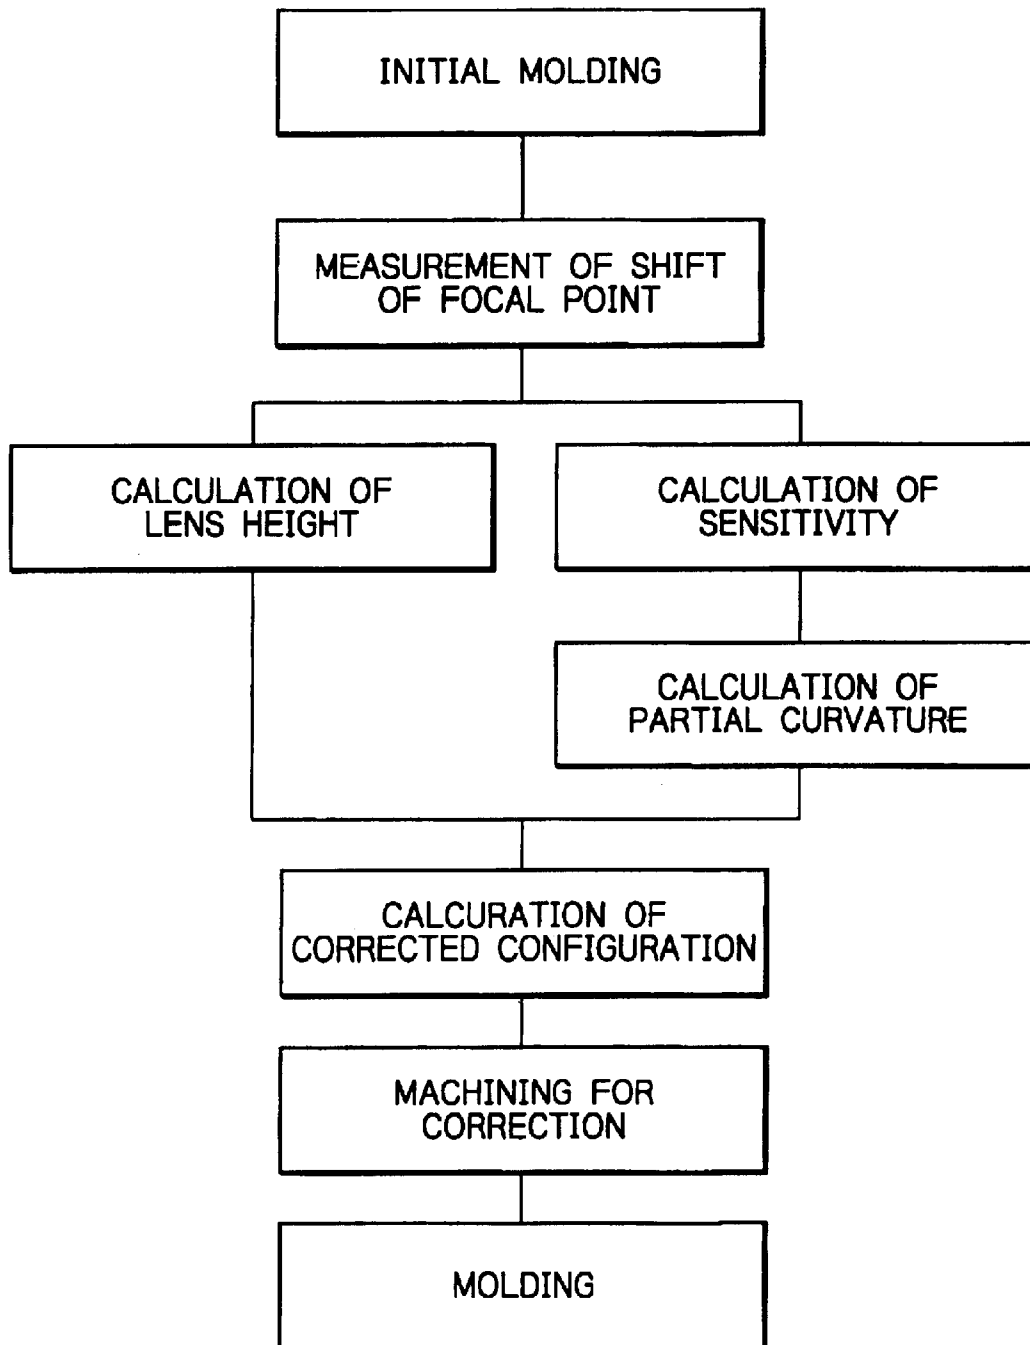 INITIAL MOLDING
MEASUREMENT OF SHIFT
OF FOCAL POINT
CALCULATION OF
LENS HEIGHT
CALCULATION OF
SENSITIVITY
CALCULATION OF
PARTIAL CURVATURE
CALCURATION OF
CORRECTED CONFIGURATION
MACHINING FOR
CORRECTION
MOLDING